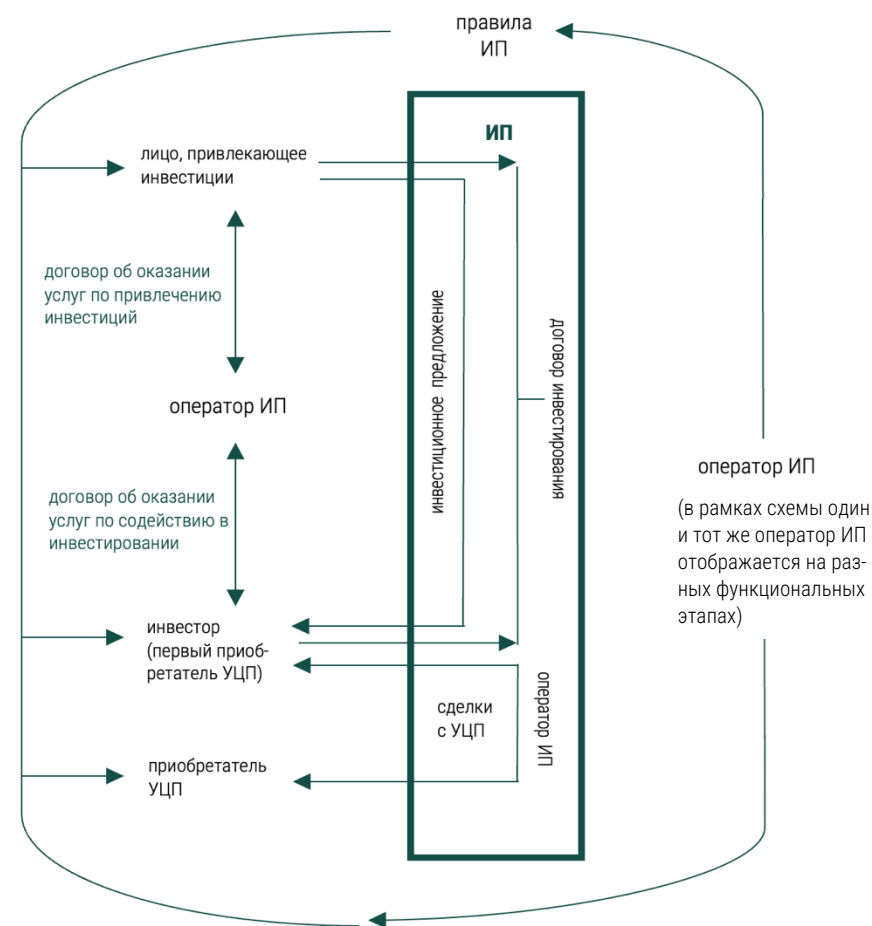 правила
ИП
ИП
лицо, привлекающее
инвестиции
договор об оказании
услуг по привлечению
инвестиций
инвестиционное предложение
договор инвестирования
оператор ИП
оператор ИП
(в рамках схемы один
и тот же оператор ИП
отображается на раз-
ных функциональных
этапах)
договор об оказании
услуг по содействию в
инвестировании
инвестор
(первый приоб-
ретатель УЦП)
сделки
с УЦП
оператор ИП
приобретатель
УЦП